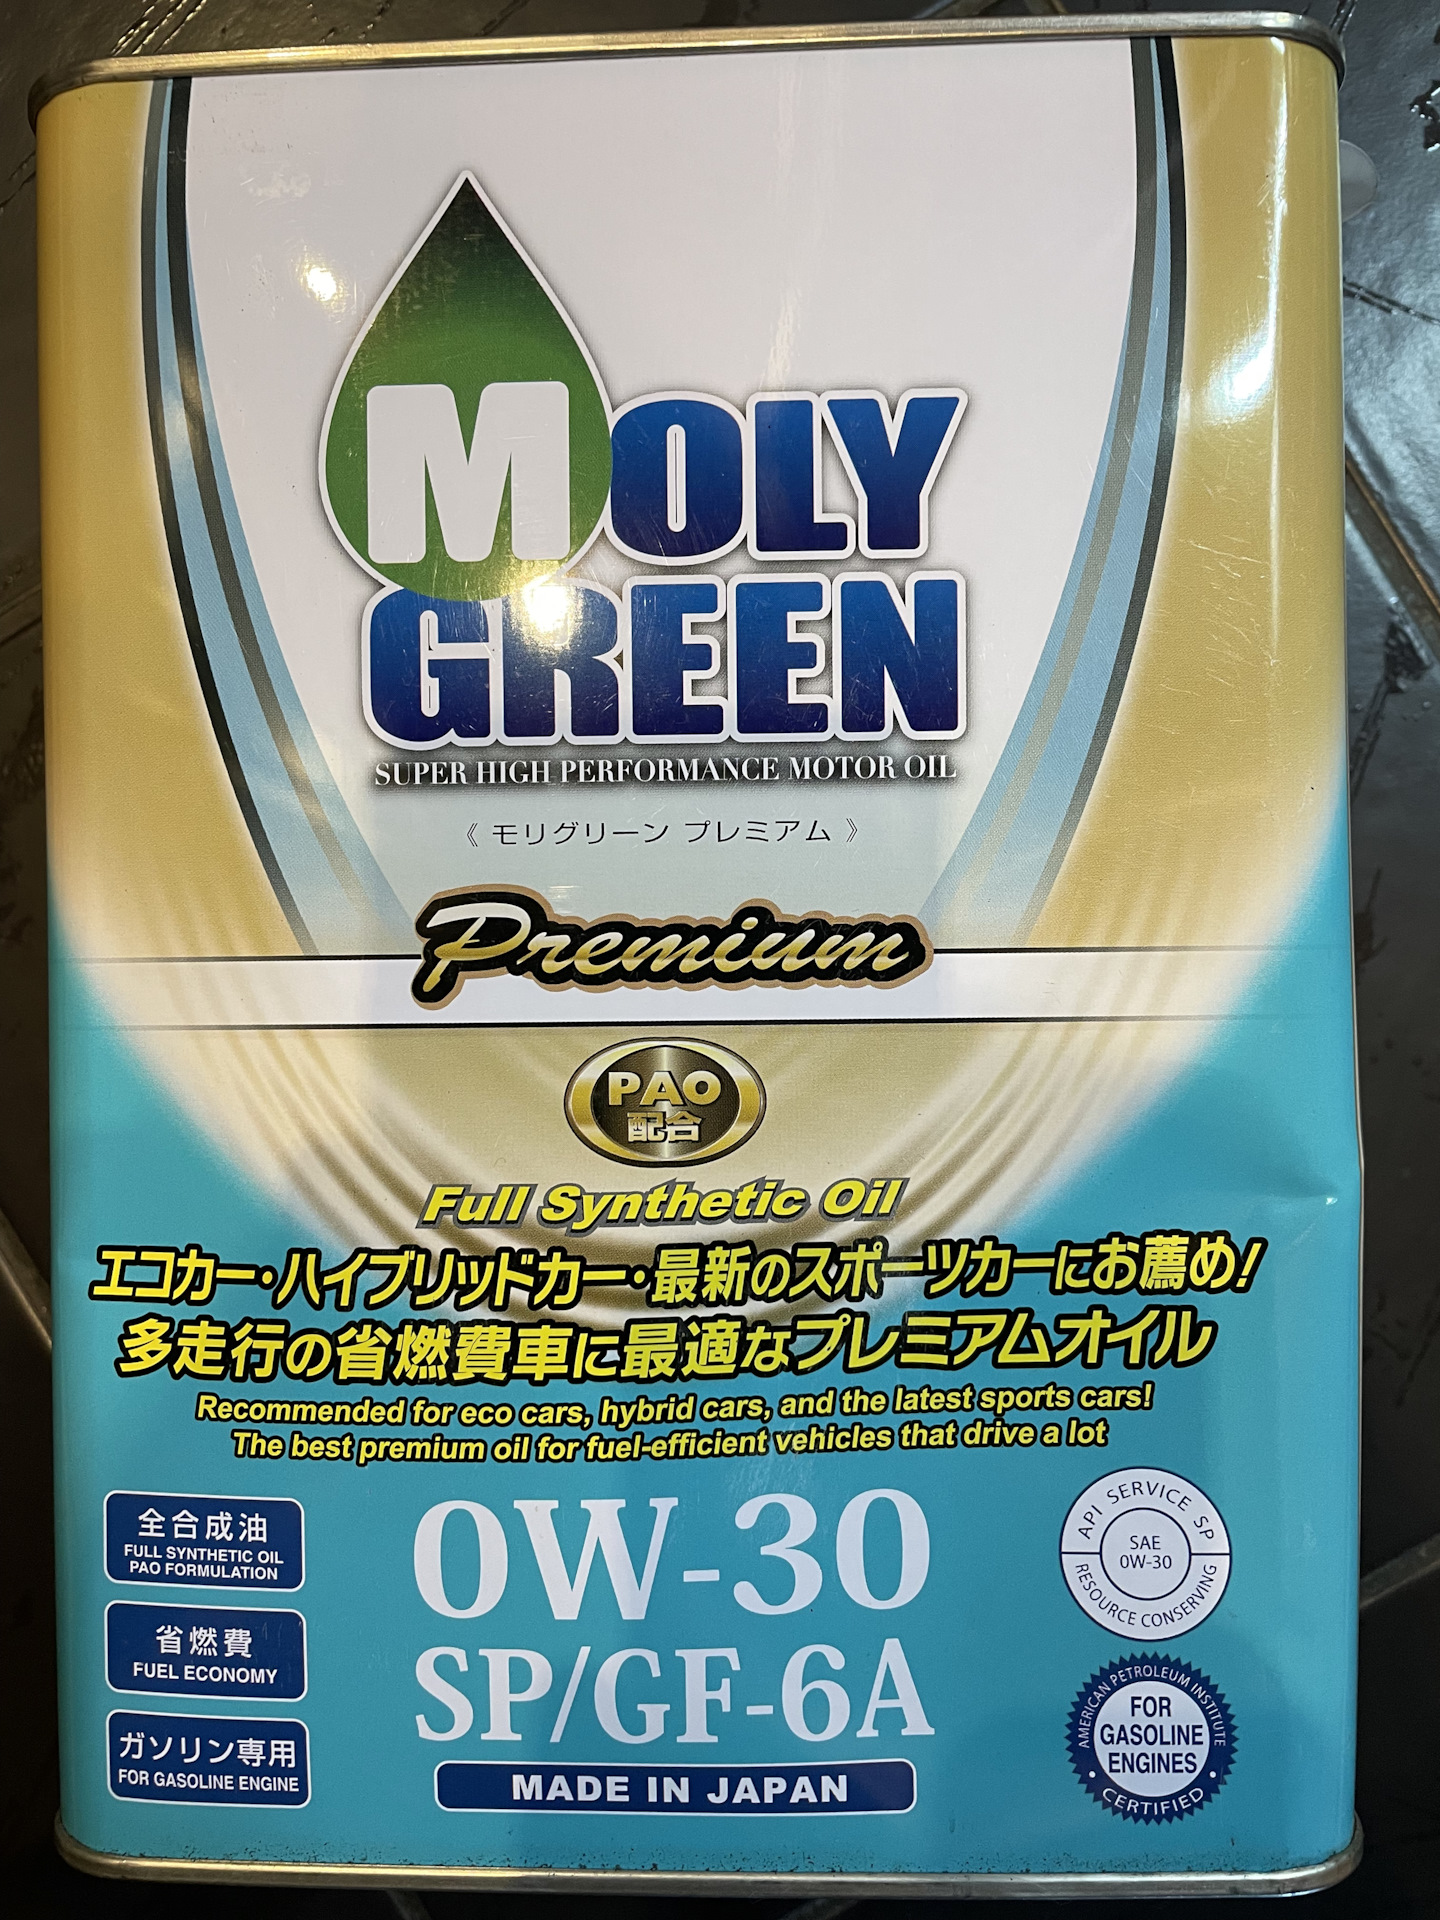 MOLY
GREEN
SUPER HIGH PERFORMANCE MOTOR OIL
《 モリグリーン プレミアム 》
Premium
PAO
配合
Full Synthetic Oil
エコカー・ハイブリッドカー・最新のスポーツカーにお薦め!
多走行の省燃費車に最適なプレミアムオイル
Recommended for eco cars, hybrid cars, and the latest sports cars!
The best premium oil for fuel-efficient vehicles that drive a lot
全合成油
FULL SYNTHETIC OIL
PAO FORMULATION
省燃費
FUEL ECONOMY
ガソリン専用
FOR GASOLINE ENGINE
0W-30
SP/GF-6A
MADE IN JAPAN
API SERVICE SP
SAE
0W-30
RESOURCE CONSERVING
AMERICAN PETROLEUM INSTITUTE
FOR
GASOLINE
ENGINES
CERTIFIED